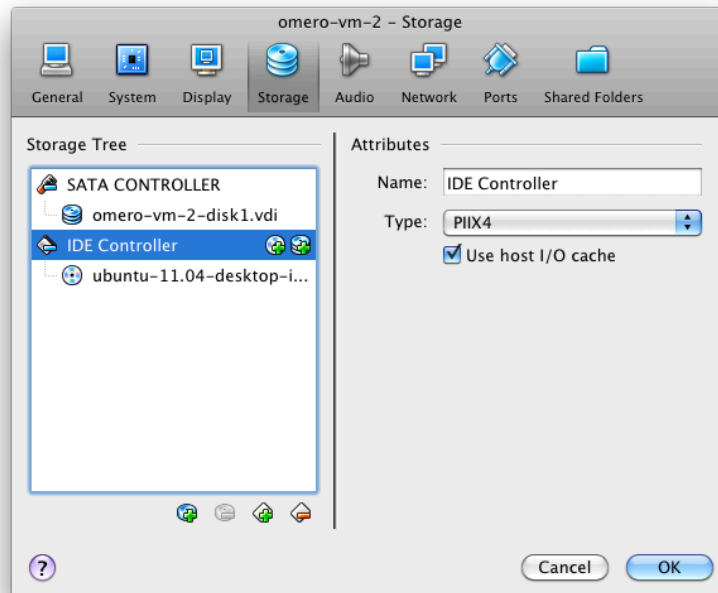 omero-vm-2 – Storage
General System Display Storage Audio Network Ports Shared Folders
Storage Tree
SATA CONTROLLER
omero-vm-2-disk1.vdi
IDE Controller
ubuntu-11.04-desktop-i...
Attributes
Name: IDE Controller
Type: PIIX4
Use host I/O cache
?
Cancel OK